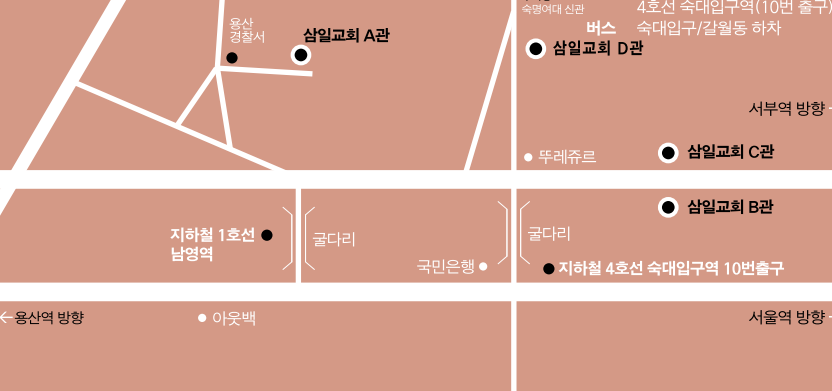 숙명여대 신관
4호선 숙대입구역(10번 출구)
버스 숙대입구/갈월동 하차
용산
경찰서
삼일교회 A관
삼일교회 D관
서부역 방향
뚜레쥬르
삼일교회 C관
삼일교회 B관
지하철 1호선
남영역
굴다리
굴다리
국민은행
지하철 4호선 숙대입구역 10번출구
←용산역 방향
아웃백
서울역 방향